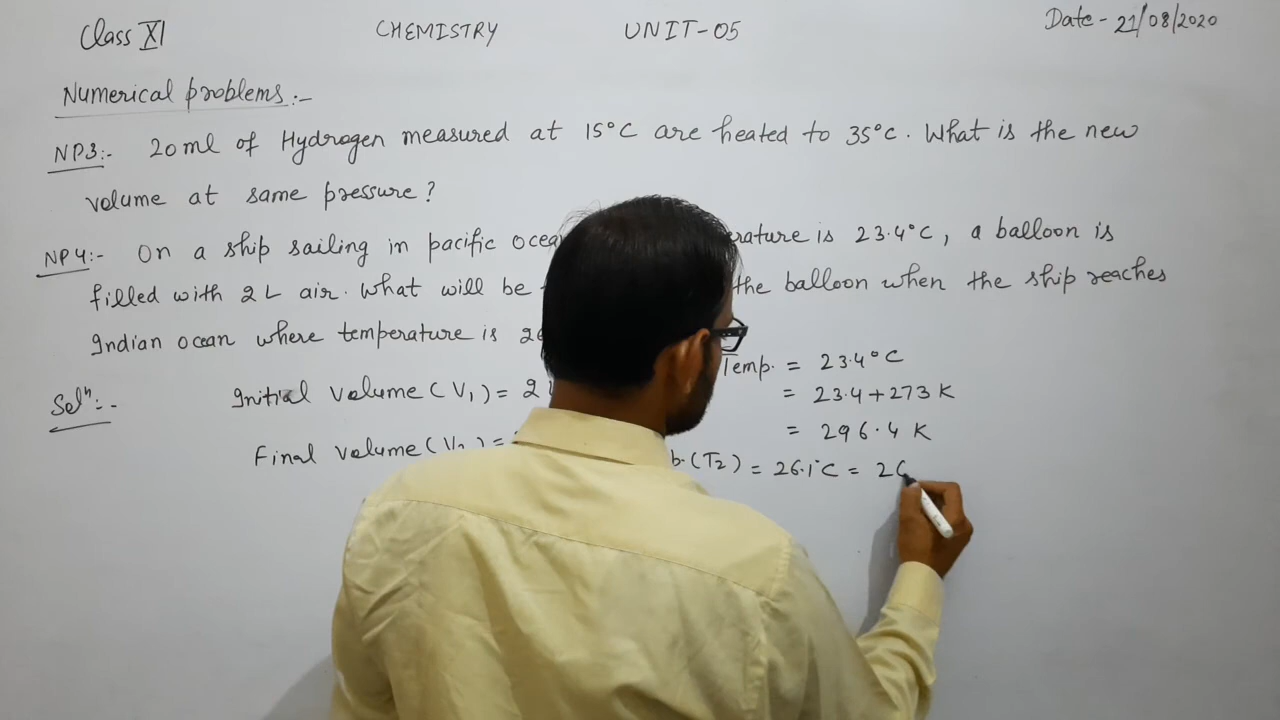 Class XI CHEMISTRY UNIT-05 Date - 21/08/2020
Numerical problems:-
NP3:- 20ml of Hydrogen measured at 15°C are heated to 35°C. What is the new
volume at same pressure?
NP4:- On a ship sailing in pacific is 23.4°C, a balloon is
filled with 2L air. What will be the balloon when the ship reaches
Indian ocean where temperature is
Temp. = 23.4°C
Solⁿ:- Initial volume (V₁) = 2 = 23.4+273 K
= 296.4 K
Final volume (V₂) = (T₂) = 26.1°C =